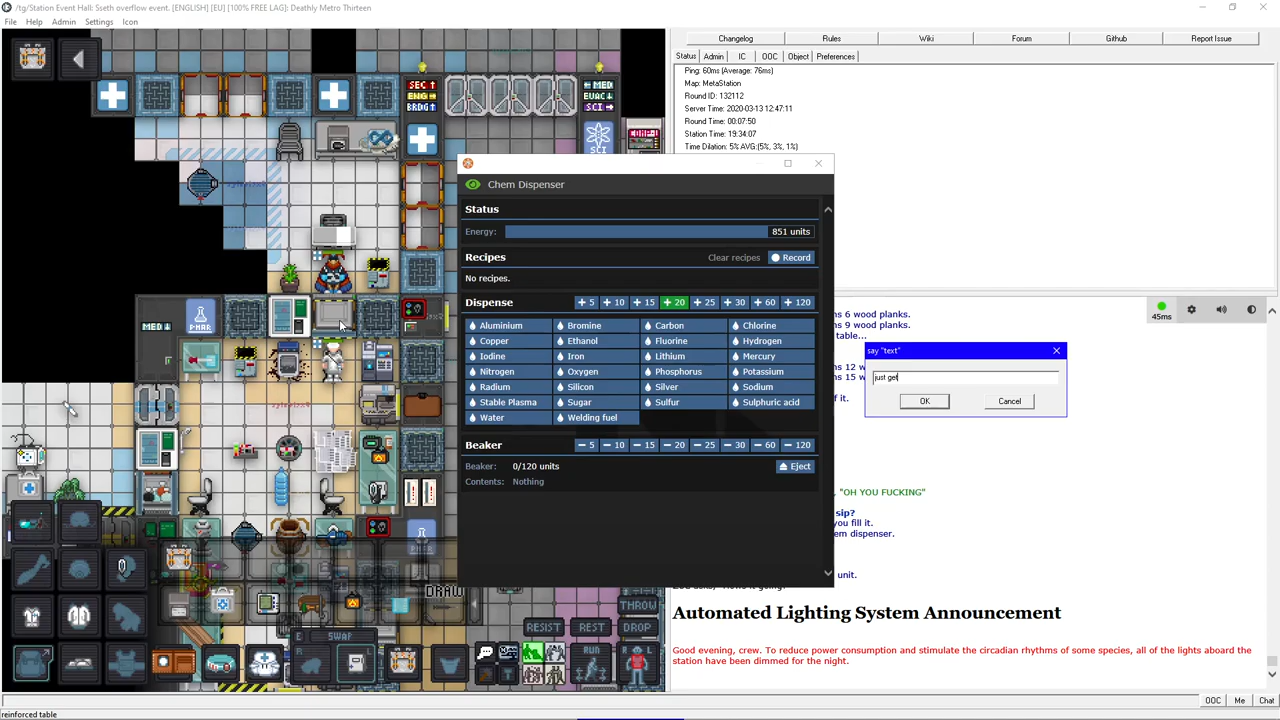 /tg/Station Event Hall: Sseth overflow event. [ENGLISH] [EU] [100% FREE LAG]: Deathly Metro Thirteen
File Help Admin Settings Icon
Changelog Rules Wiki Forum Github Report Issue
Status Admin IC OOC Object Preferences
Ping: 60ms (Average: 76ms)
Map: MetaStation
Round ID: 132112
Server Time: 2020-03-13 12:47:11
Round Time: 00:07:50
Station Time: 19:34:07
Time Dilation: 5% AVG:(5%, 3%, 1%)
SEC
ENG
BRDG
MED
EVAC
SCI
SCI
Chem Dispenser
Status
Energy: 851 units
Recipes Clear recipes Record
No recipes.
Dispense + 5 + 10 + 15 + 20 + 25 + 30 + 60 + 120
Aluminium Bromine Carbon Chlorine
Copper Ethanol Fluorine Hydrogen
Iodine Iron Lithium Mercury
Nitrogen Oxygen Phosphorus Potassium
Radium Silicon Silver Sodium
Stable Plasma Sugar Sulfur Sulphuric acid
Water Welding fuel
Beaker - 5 - 10 - 15 - 20 - 25 - 30 - 60 - 120
Beaker: 0/120 units Eject
Contents: Nothing
MED
PHAR
PHAR
ns 6 wood planks.
ns 9 wood planks.
table...
45ms
say "text"
just get
OK Cancel
ns 12 w
ns 15 w
f it.
, "OH YOU FUCKING"
sip?
you fill it.
em dispenser.
unit.
Automated Lighting System Announcement
Good evening, crew. To reduce power consumption and stimulate the circadian rhythms of some species, all of the lights aboard the
station have been dimmed for the night.
DRAW
THROW
RESIST REST DROP
E SWAP
RUN
OOC Me Chat
reinforced table